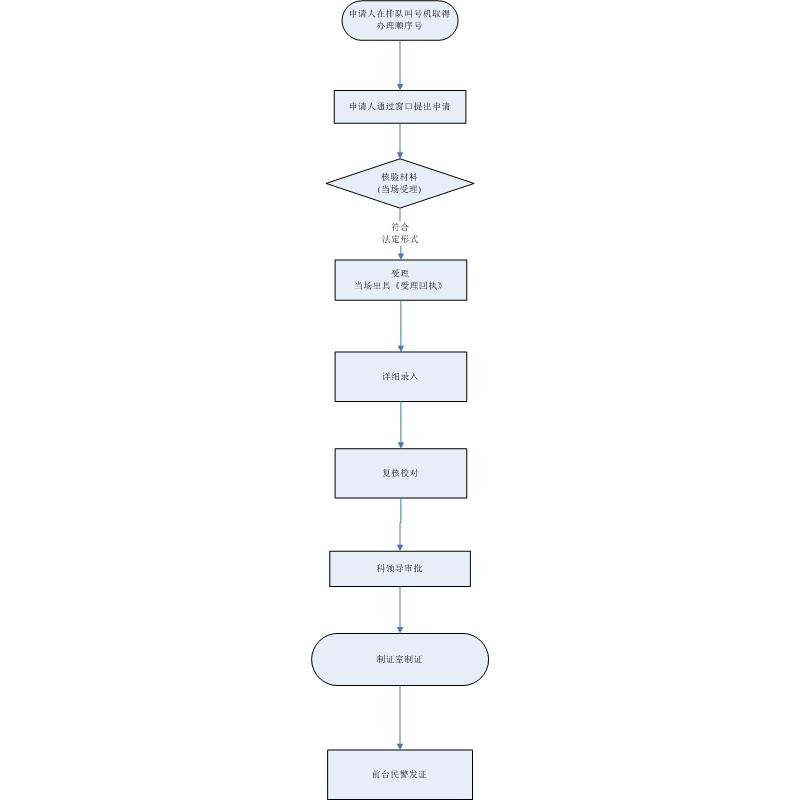 申请人在排队叫号机取得
办理顺序号
申请人通过窗口提出申请
核验材料
(当场受理)
符合
法定形式
受理
当场出具《受理回执》
详细录入
复核校对
科领导审批
制证室制证
前台民警发证